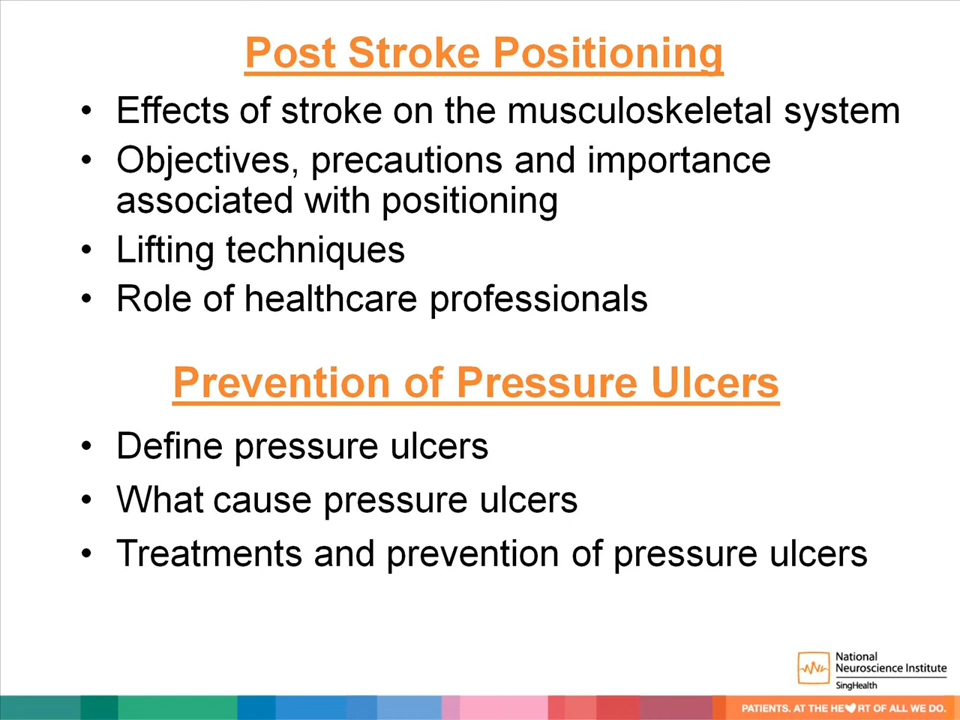 Post Stroke Positioning
• Effects of stroke on the musculoskeletal system
• Objectives, precautions and importance
associated with positioning
• Lifting techniques
• Role of healthcare professionals
Prevention of Pressure Ulcers
• Define pressure ulcers
• What cause pressure ulcers
• Treatments and prevention of pressure ulcers
National
Neuroscience Institute
SingHealth
PATIENTS. AT THE HE♥RT OF ALL WE DO.